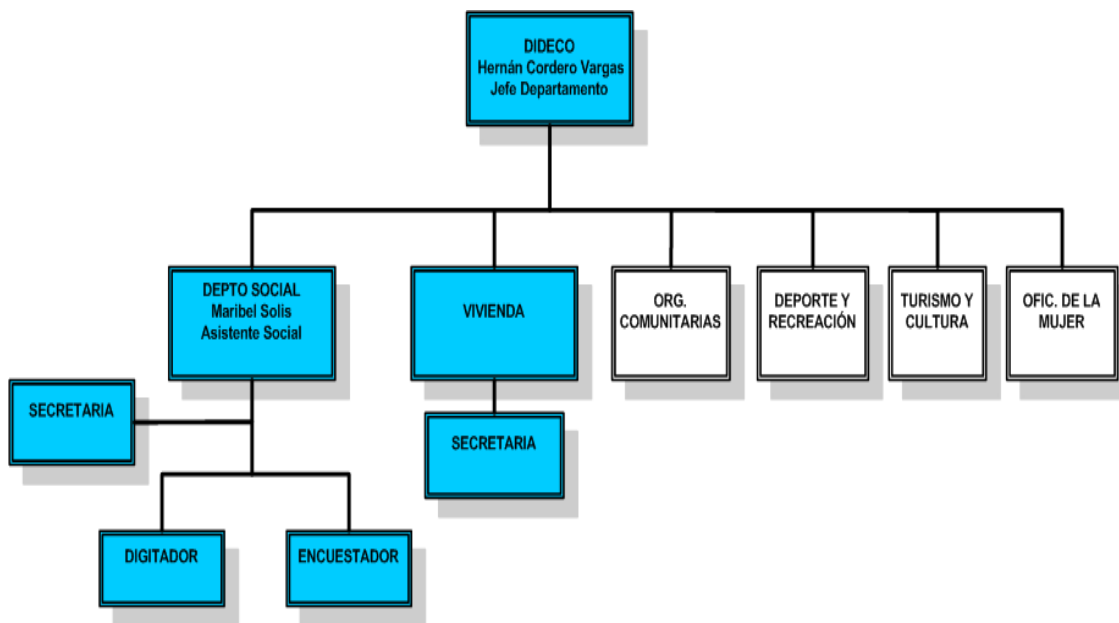 DIDECO
Hernán Cordero Vargas
Jefe Departamento
DEPTO SOCIAL
Maribel Solis
Asistente Social
VIVIENDA
ORG.
COMUNITARIAS
DEPORTE Y
RECREACIÓN
TURISMO Y
CULTURA
OFIC. DE LA
MUJER
SECRETARIA
SECRETARIA
DIGITADOR
ENCUESTADOR